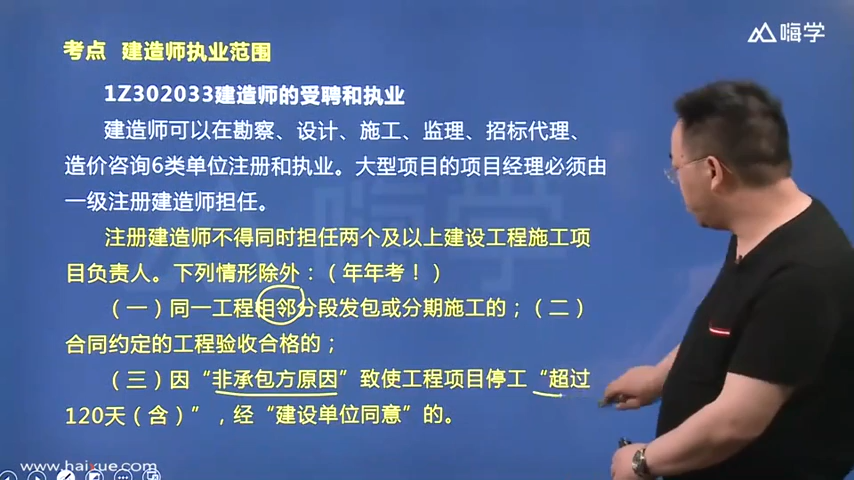 考点 建造师执业范围
嗨学
1Z302033建造师的受聘和执业
建造师可以在勘察、设计、施工、监理、招标代理、
造价咨询6类单位注册和执业。大型项目的项目经理必须由
一级注册建造师担任。
注册建造师不得同时担任两个及以上建设工程施工项
目负责人。下列情形除外：（年年考！）
（一）同一工程相邻分段发包或分期施工的；（二）
合同约定的工程验收合格的；
（三）因“非承包方原因”致使工程项目停工“超过
120天（含）”，经“建设单位同意”的。
嗨学
www.haixue.com